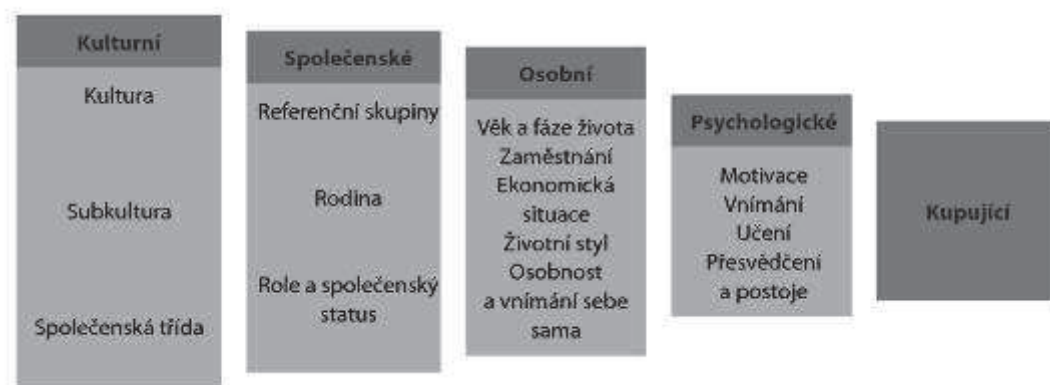 Kulturní
Kultura
Subkultura
Společenská třída
Společenské
Referenční skupiny
Rodina
Role a společenský
status
Osobní
Věk a fáze života
Zaměstnání
Ekonomická
situace
Životní styl
Osobnost
a vnímání sebe
sama
Psychologické
Motivace
Vnímání
Učení
Přesvědčení
a postoje
Kupující